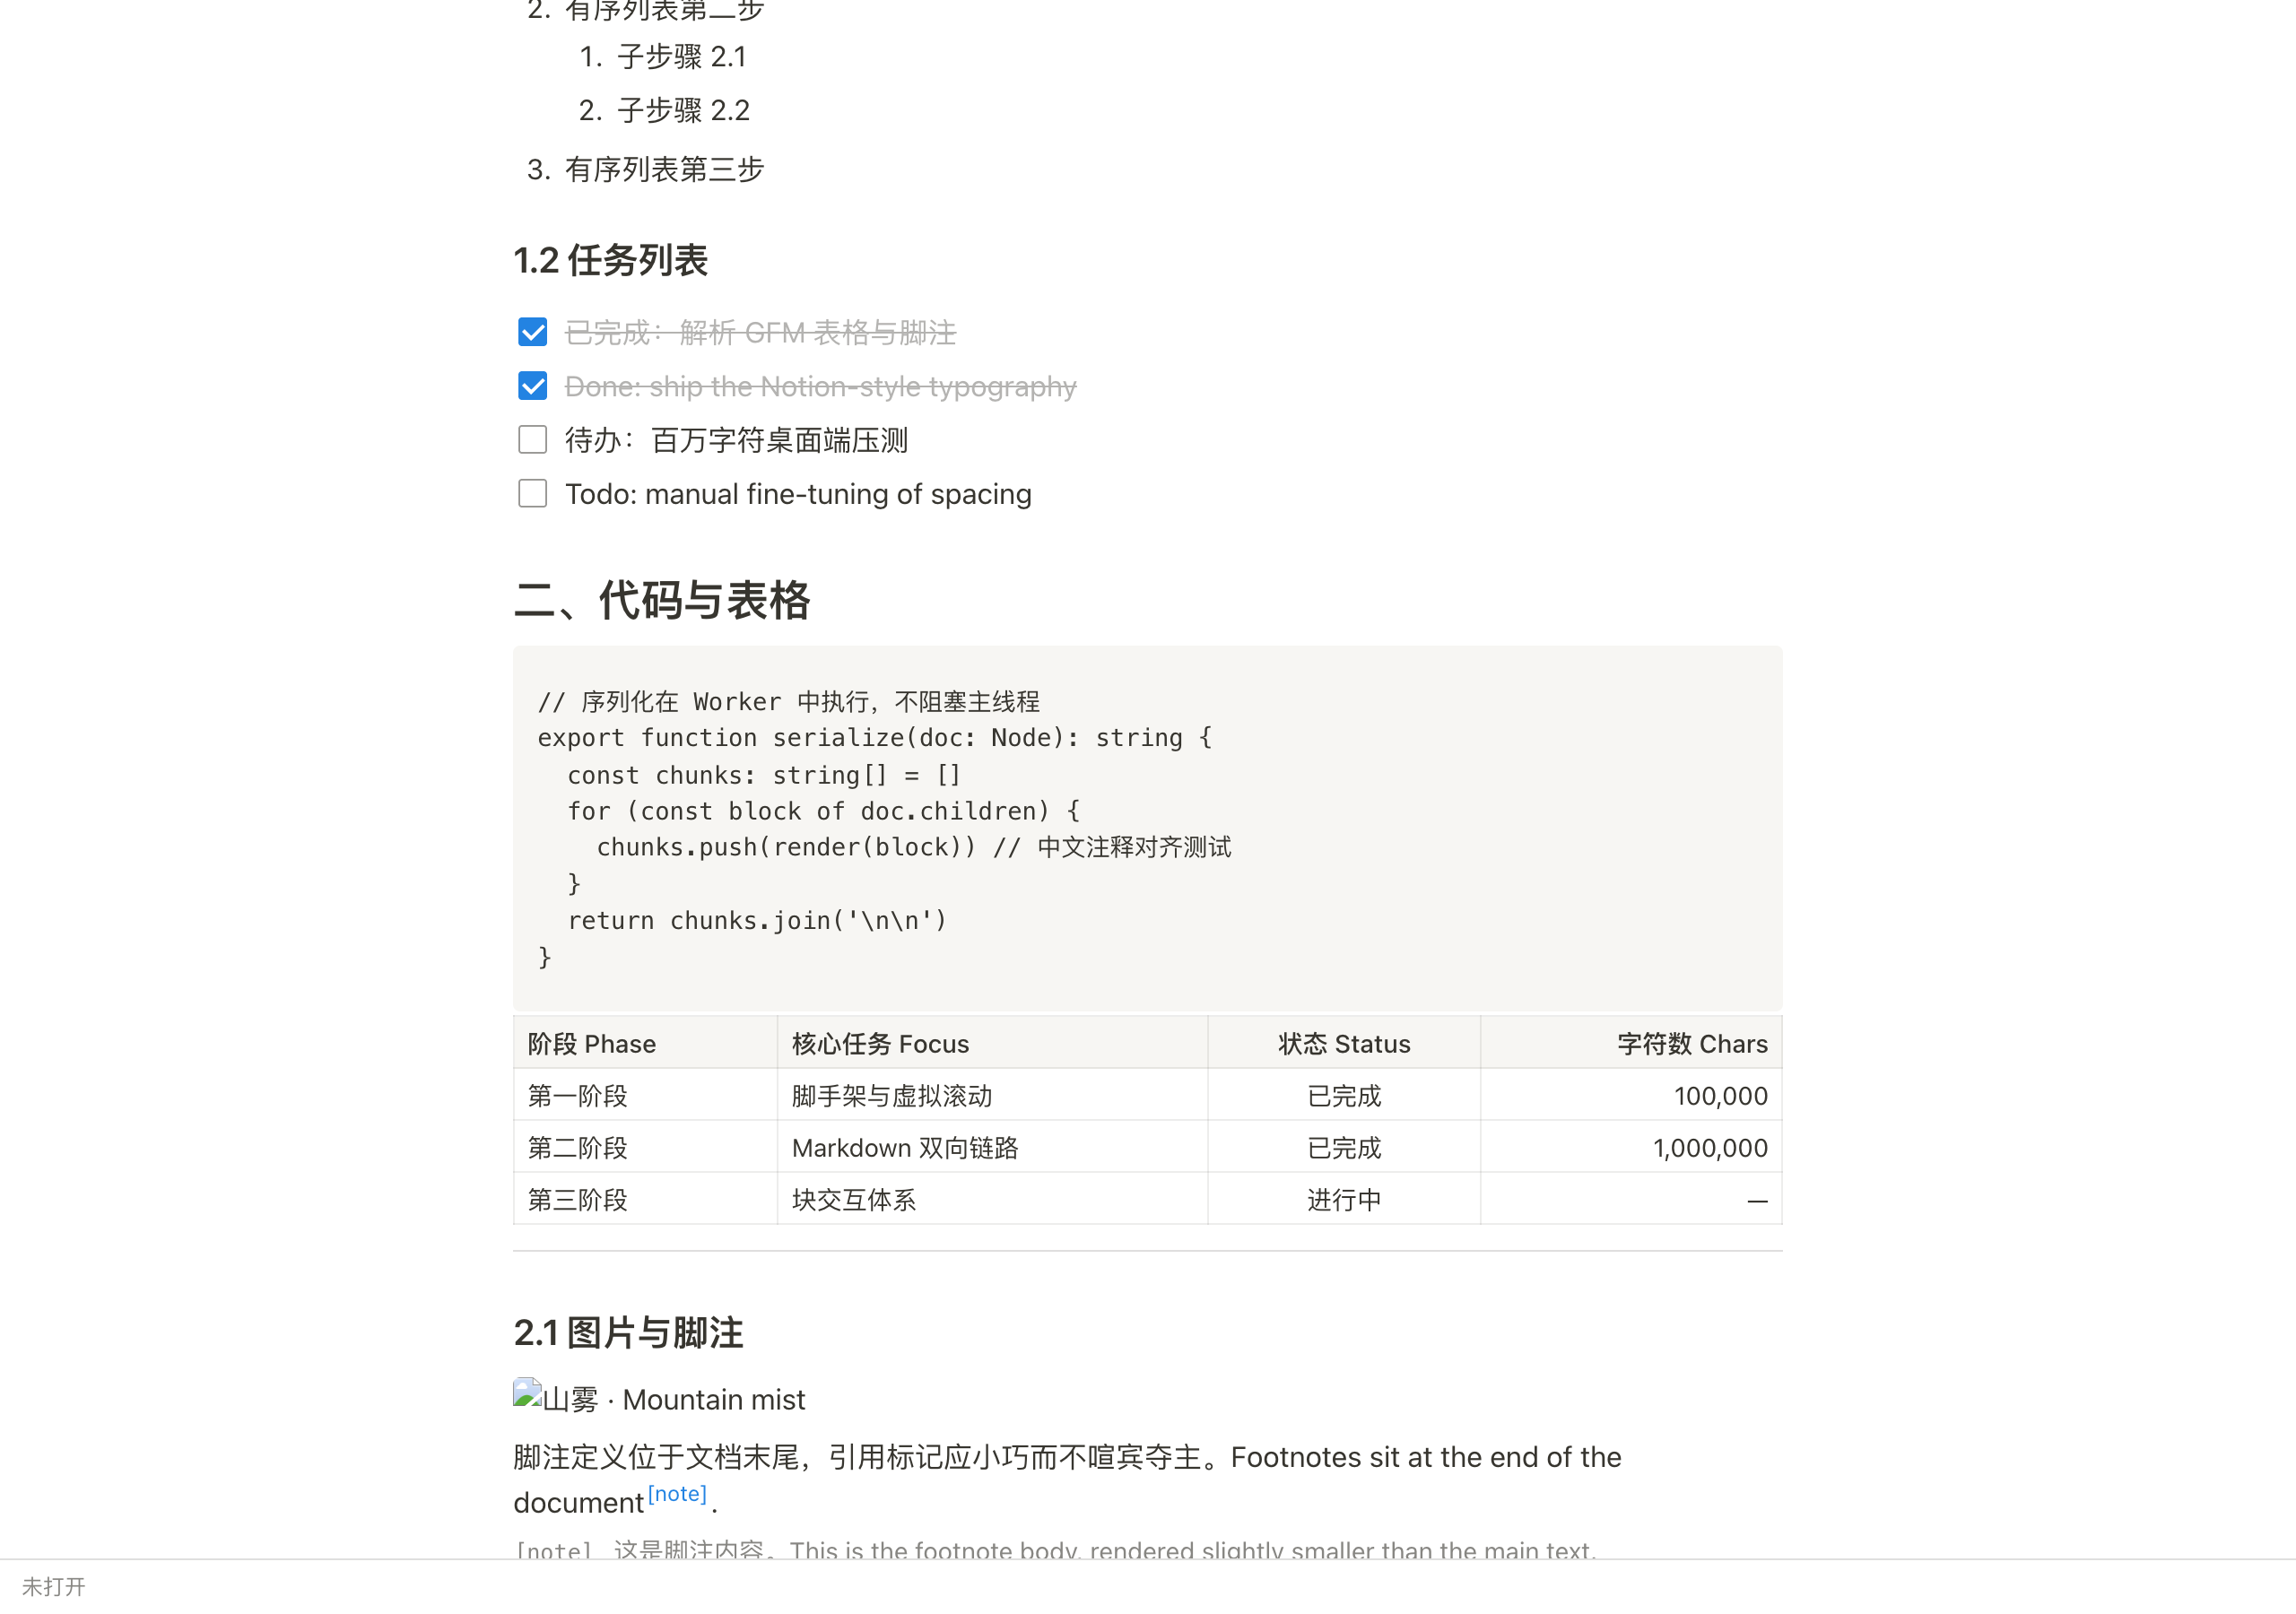 2. 有序列表第二步
1. 子步骤 2.1
2. 子步骤 2.2
3. 有序列表第三步
1.2 任务列表
已完成：解析 GFM 表格与脚注
Done: ship the Notion-style typography
待办：百万字符桌面端压测
Todo: manual fine-tuning of spacing
二、代码与表格
// 序列化在 Worker 中执行，不阻塞主线程
export function serialize(doc: Node): string {
  const chunks: string[] = []
  for (const block of doc.children) {
    chunks.push(render(block)) // 中文注释对齐测试
  }
  return chunks.join('\n\n')
}
阶段 Phase 核心任务 Focus 状态 Status 字符数 Chars
第一阶段 脚手架与虚拟滚动 已完成 100,000
第二阶段 Markdown 双向链路 已完成 1,000,000
第三阶段 块交互体系 进行中 —
2.1 图片与脚注
山雾 · Mountain mist
脚注定义位于文档末尾，引用标记应小巧而不喧宾夺主。Footnotes sit at the end of the
document[note].
[note] 这是脚注内容。This is the footnote body, rendered slightly smaller than the main text.
未打开